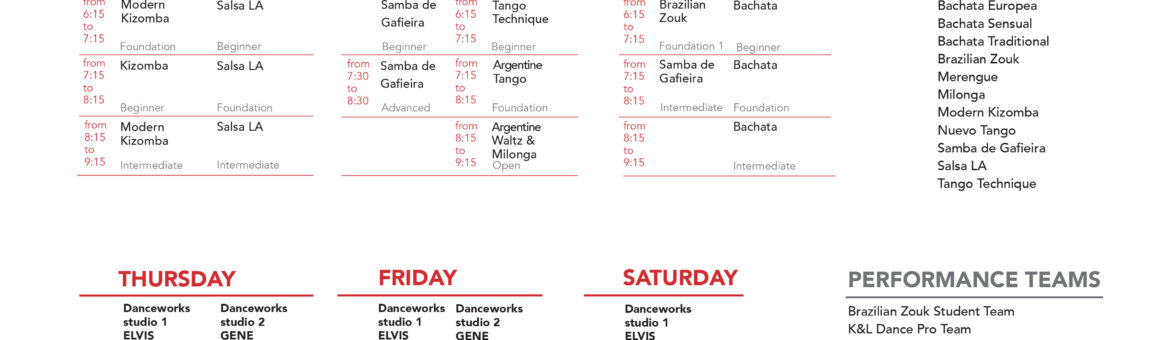 from
6:15
to
7:15
Modern
Kizomba
Foundation
Salsa LA
Beginner
from
7:15
to
8:15
Kizomba
Beginner
Salsa LA
Foundation
from
8:15
to
9:15
Modern
Kizomba
Intermediate
Salsa LA
Intermediate
Samba de
Gafieira
Beginner
from
6:15
to
7:15
Tango
Technique
Beginner
from
7:30
to
8:30
Samba de
Gafieira
Advanced
from
7:15
to
8:15
Argentine
Tango
Foundation
from
8:15
to
9:15
Argentine
Waltz &
Milonga
Open
from
6:15
to
7:15
Brazilian
Zouk
Foundation 1
Bachata
Beginner
from
7:15
to
8:15
Samba de
Gafieira
Intermediate
Bachata
Foundation
from
8:15
to
9:15
Bachata
Intermediate
Bachata Europea
Bachata Sensual
Bachata Traditional
Brazilian Zouk
Merengue
Milonga
Modern Kizomba
Nuevo Tango
Samba de Gafieira
Salsa LA
Tango Technique
THURSDAY
Danceworks
studio 1
ELVIS
Danceworks
studio 2
GENE
FRIDAY
Danceworks
studio 1
ELVIS
Danceworks
studio 2
GENE
SATURDAY
Danceworks
studio 1
ELVIS
PERFORMANCE TEAMS
Brazilian Zouk Student Team
K&L Dance Pro Team